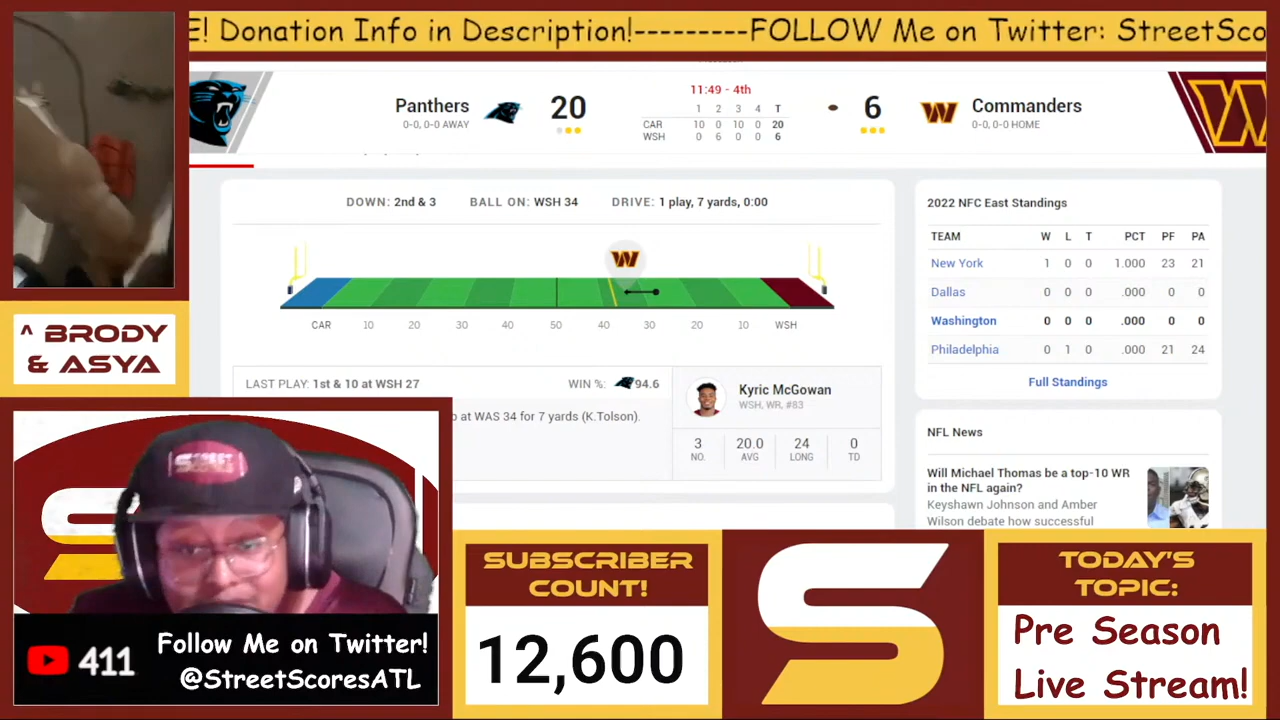 E! Donation Info in Description!---------FOLLOW Me on Twitter: StreetSco
Panthers
0-0, 0-0 AWAY
20
11:49 - 4th
1 2 3 4 T
CAR 10 0 10 0 20
WSH 0 6 0 0 6
6
Commanders
0-0, 0-0 HOME
DOWN: 2nd & 3 BALL ON: WSH 34 DRIVE: 1 play, 7 yards, 0:00
CAR 10 20 30 40 50 40 30 20 10 WSH
LAST PLAY: 1st & 10 at WSH 27
WIN %: 94.6
at WAS 34 for 7 yards (K.Tolson).
Kyric McGowan
WSH, WR, #83
3 20.0 24 0
NO. AVG LONG TD
2022 NFC East Standings
TEAM W L T PCT PF PA
New York 1 0 0 1.000 23 21
Dallas 0 0 0 .000 0 0
Washington 0 0 0 .000 0 0
Philadelphia 0 1 0 .000 21 24
Full Standings
NFL News
Will Michael Thomas be a top-10 WR
in the NFL again?
Keyshawn Johnson and Amber
Wilson debate how successful
^ BRODY
& ASYA
411
Follow Me on Twitter!
@StreetScoresATL
SUBSCRIBER
COUNT!
12,600
TODAY'S
TOPIC:
Pre Season
Live Stream!